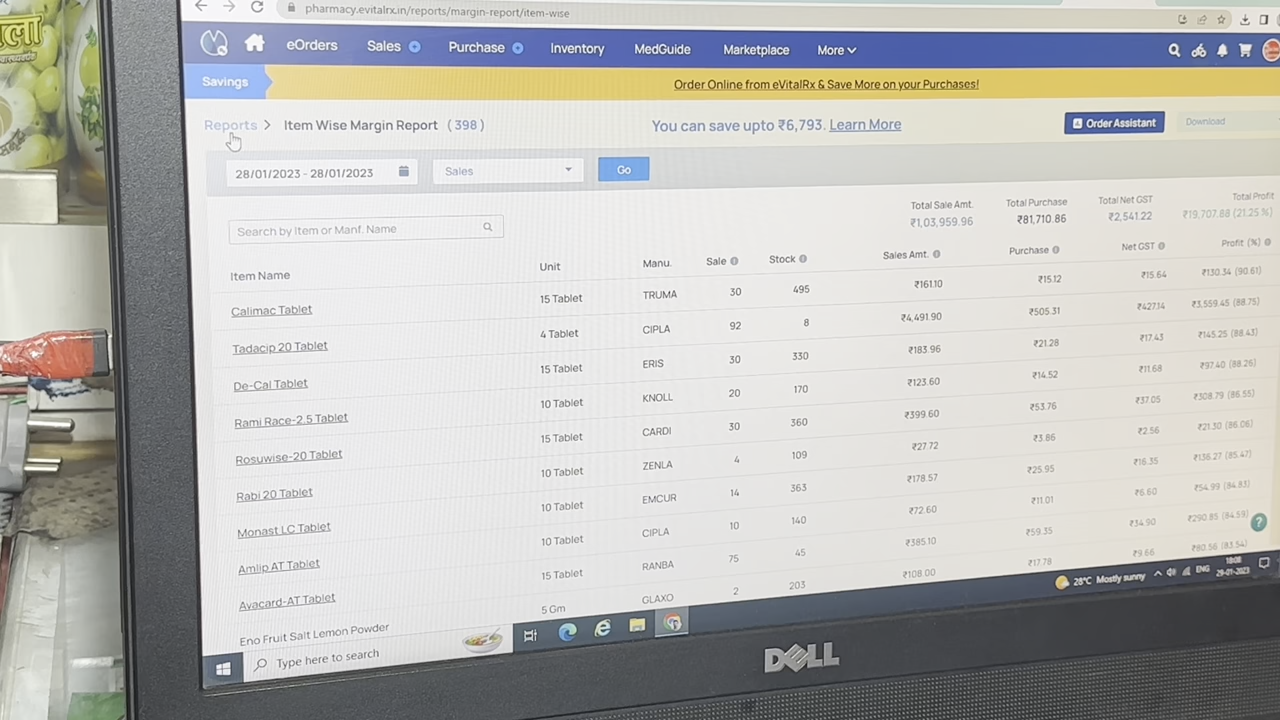 ला
pharmacy.evitalrx.in/reports/margin-report/item-wise
eOrders Sales Purchase Inventory MedGuide Marketplace More
Savings Order Online from eVitalRx & Save More on your Purchases!
Reports > Item Wise Margin Report (398) You can save upto ₹6,793. Learn More Order Assistant Download
28/01/2023 - 28/01/2023 Sales Go
Total Sale Amt. Total Purchase Total Net GST Total Profit
₹1,03,959.96 ₹81,710.86 ₹2,541.22 ₹19,707.88 (21.25 %)
Search by Item or Manf. Name
Item Name Unit Manu. Sale Stock Sales Amt. Purchase Net GST Profit (%)
Calimac Tablet 15 Tablet TRUMA 30 495 ₹161.10 ₹15.12 ₹15.64 ₹130.34 (90.61)
Tadacip 20 Tablet 4 Tablet CIPLA 92 8 ₹4,491.90 ₹505.31 ₹427.14 ₹3,559.45 (88.75)
De-Cal Tablet 15 Tablet ERIS 30 330 ₹183.96 ₹21.28 ₹17.43 ₹145.25 (88.43)
Rami Race-2.5 Tablet 10 Tablet KNOLL 20 170 ₹123.60 ₹14.52 ₹11.68 ₹97.40 (88.26)
Rosuwise-20 Tablet 15 Tablet CARDI 30 360 ₹399.60 ₹53.76 ₹37.05 ₹308.79 (86.55)
Rabi 20 Tablet 10 Tablet ZENLA 4 109 ₹27.72 ₹3.86 ₹2.56 ₹21.30 (86.06)
Monast LC Tablet 10 Tablet EMCUR 14 363 ₹178.57 ₹25.95 ₹16.35 ₹136.27 (85.47)
Amlip AT Tablet 10 Tablet CIPLA 10 140 ₹72.60 ₹11.01 ₹6.60 ₹54.99 (84.83)
Avacard-AT Tablet 15 Tablet RANBA 75 45 ₹385.10 ₹59.35 ₹34.90 ₹290.85 (84.59)
Eno Fruit Salt Lemon Powder 5 Gm GLAXO 2 203 ₹108.00 ₹17.78 ₹9.66 ₹80.56 (83.54)
?
Type here to search 28°C Mostly sunny ENG 18:08
29-01-2023
DELL